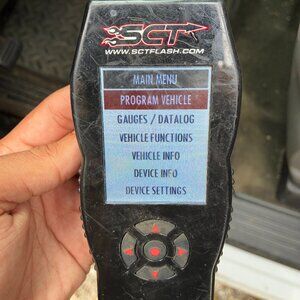 SCT
WWW.SCTFLASH.COM
MAIN MENU
PROGRAM VEHICLE
GAUGES / DATALOG
VEHICLE FUNCTIONS
VEHICLE INFO
DEVICE INFO
DEVICE SETTINGS